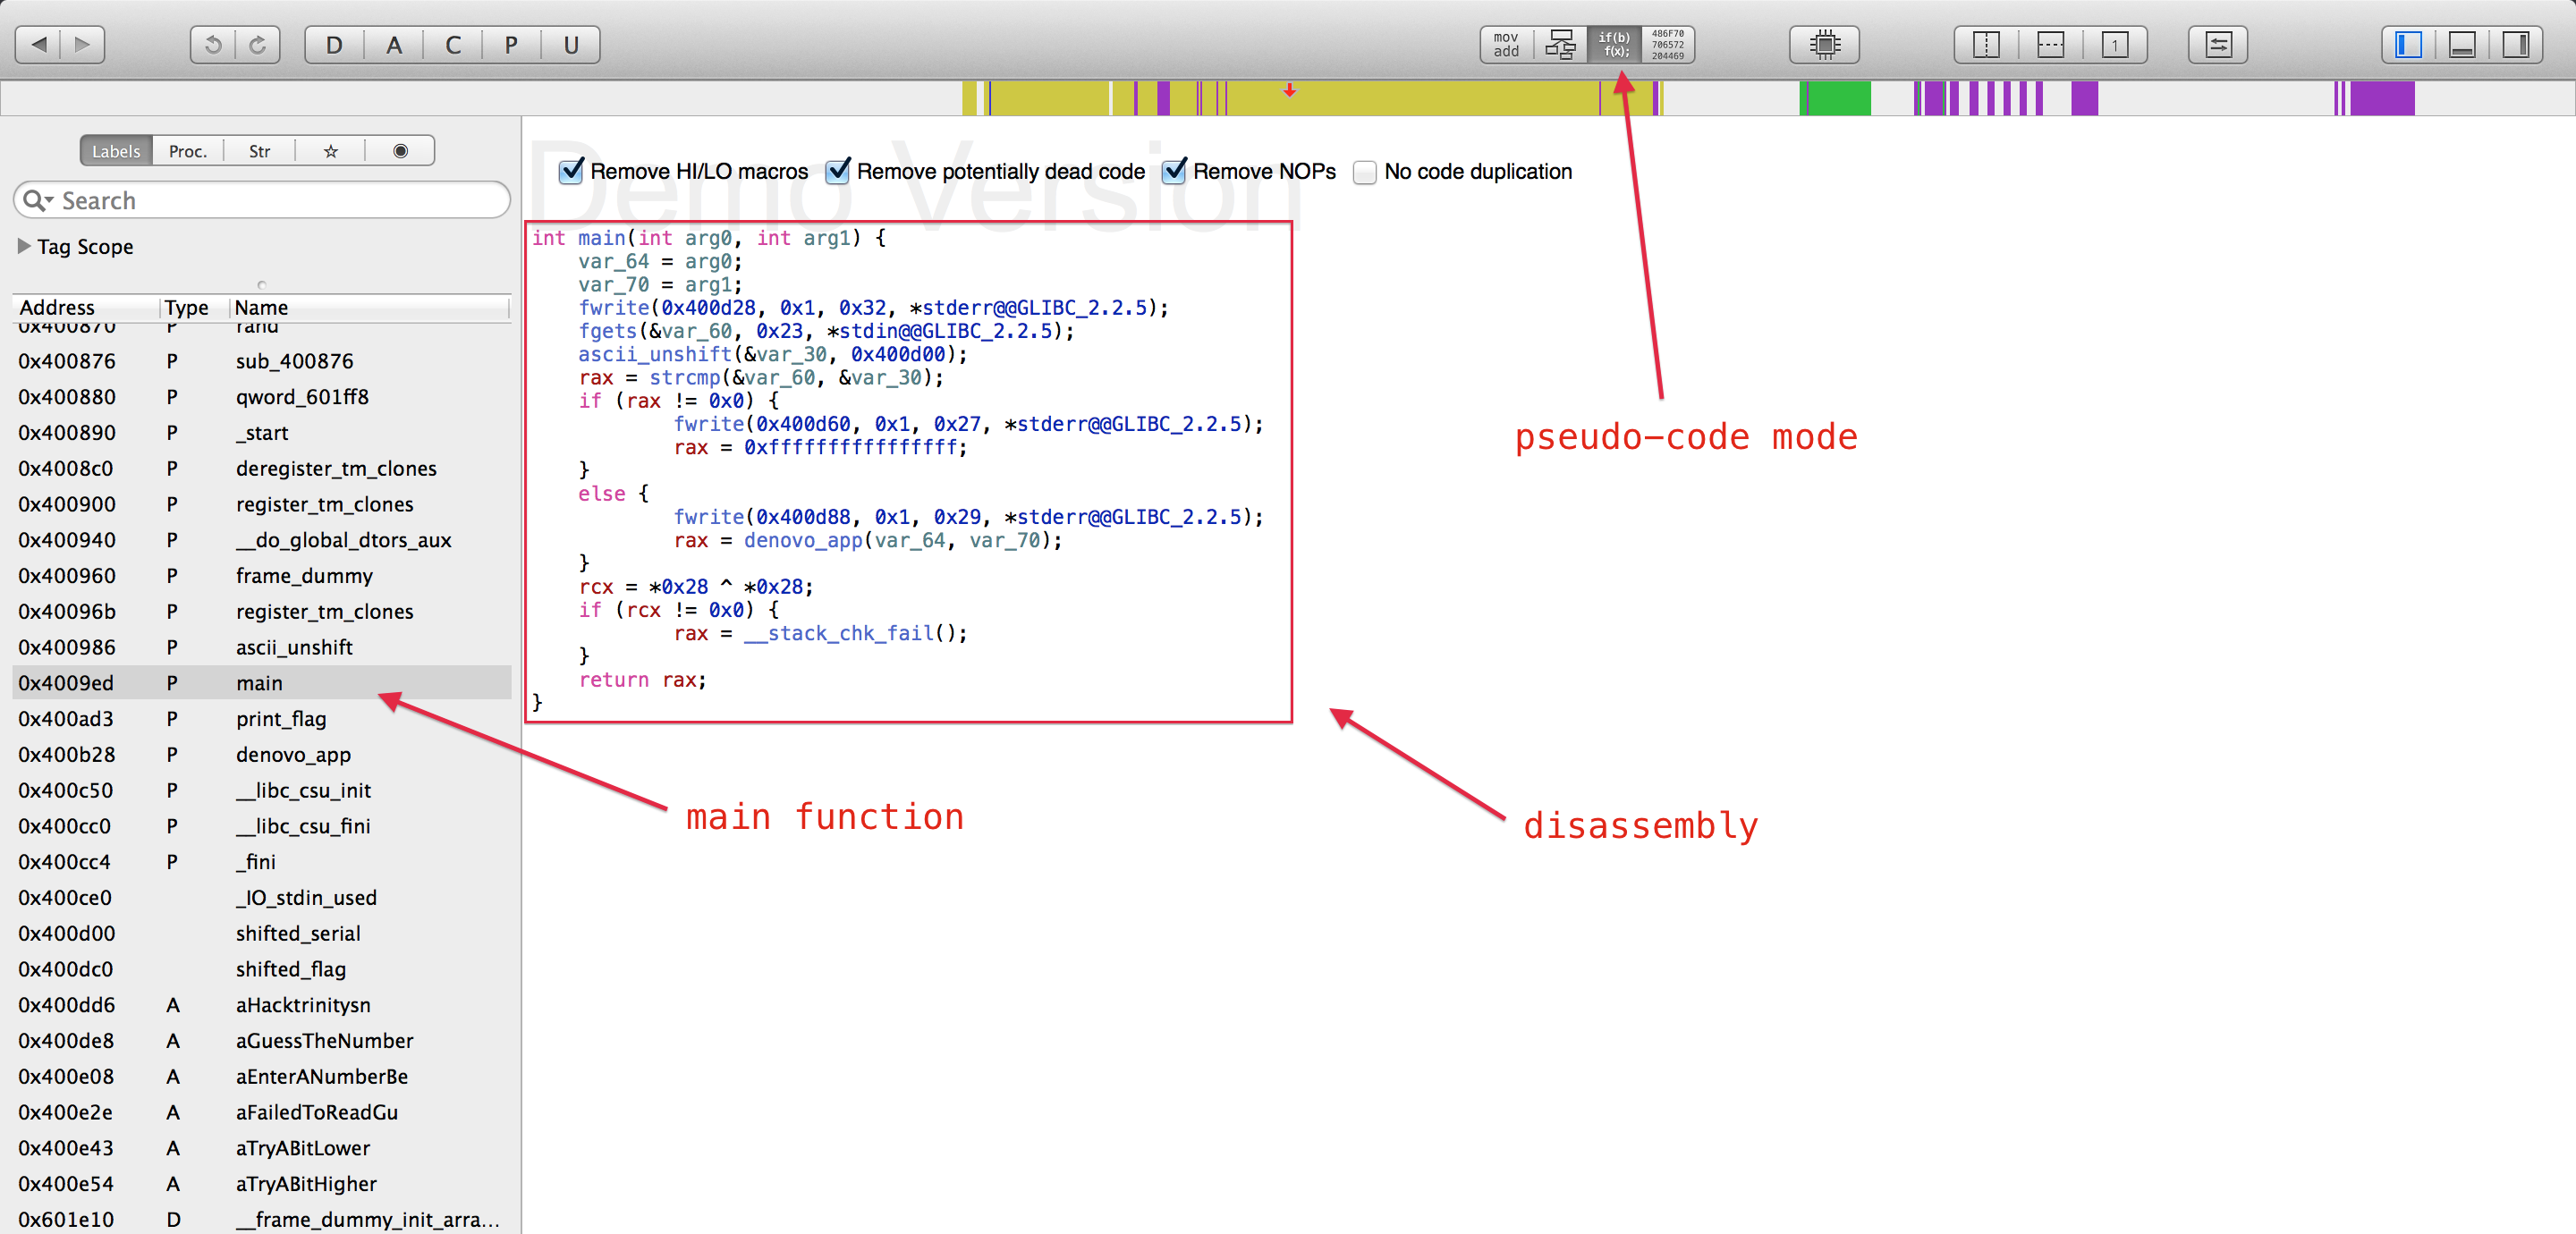 D A C P U
mov
add
if(b)
f(x);
486F70
706572
204469
1
Labels Proc. Str
Demo Version
Remove HI/LO macros Remove potentially dead code Remove NOPs No code duplication
Search
Tag Scope
Address Type Name
0x400870 P rand
0x400876 P sub_400876
0x400880 P qword_601ff8
0x400890 P _start
0x4008c0 P deregister_tm_clones
0x400900 P register_tm_clones
0x400940 P __do_global_dtors_aux
0x400960 P frame_dummy
0x40096b P register_tm_clones
0x400986 P ascii_unshift
0x4009ed P main
0x400ad3 P print_flag
0x400b28 P denovo_app
0x400c50 P __libc_csu_init
0x400cc0 P __libc_csu_fini
0x400cc4 P _fini
0x400ce0 _IO_stdin_used
0x400d00 shifted_serial
0x400dc0 shifted_flag
0x400dd6 A aHacktrinitysn
0x400de8 A aGuessTheNumber
0x400e08 A aEnterANumberBe
0x400e2e A aFailedToReadGu
0x400e43 A aTryABitLower
0x400e54 A aTryABitHigher
0x601e10 D __frame_dummy_init_arra...
int main(int arg0, int arg1) {
var_64 = arg0;
var_70 = arg1;
fwrite(0x400d28, 0x1, 0x32, *stderr@@GLIBC_2.2.5);
fgets(&var_60, 0x23, *stdin@@GLIBC_2.2.5);
ascii_unshift(&var_30, 0x400d00);
rax = strcmp(&var_60, &var_30);
if (rax != 0x0) {
fwrite(0x400d60, 0x1, 0x27, *stderr@@GLIBC_2.2.5);
rax = 0xffffffffffffffff;
}
else {
fwrite(0x400d88, 0x1, 0x29, *stderr@@GLIBC_2.2.5);
rax = denovo_app(var_64, var_70);
}
rcx = *0x28 ^ *0x28;
if (rcx != 0x0) {
rax = __stack_chk_fail();
}
return rax;
}
pseudo-code mode
main function
disassembly